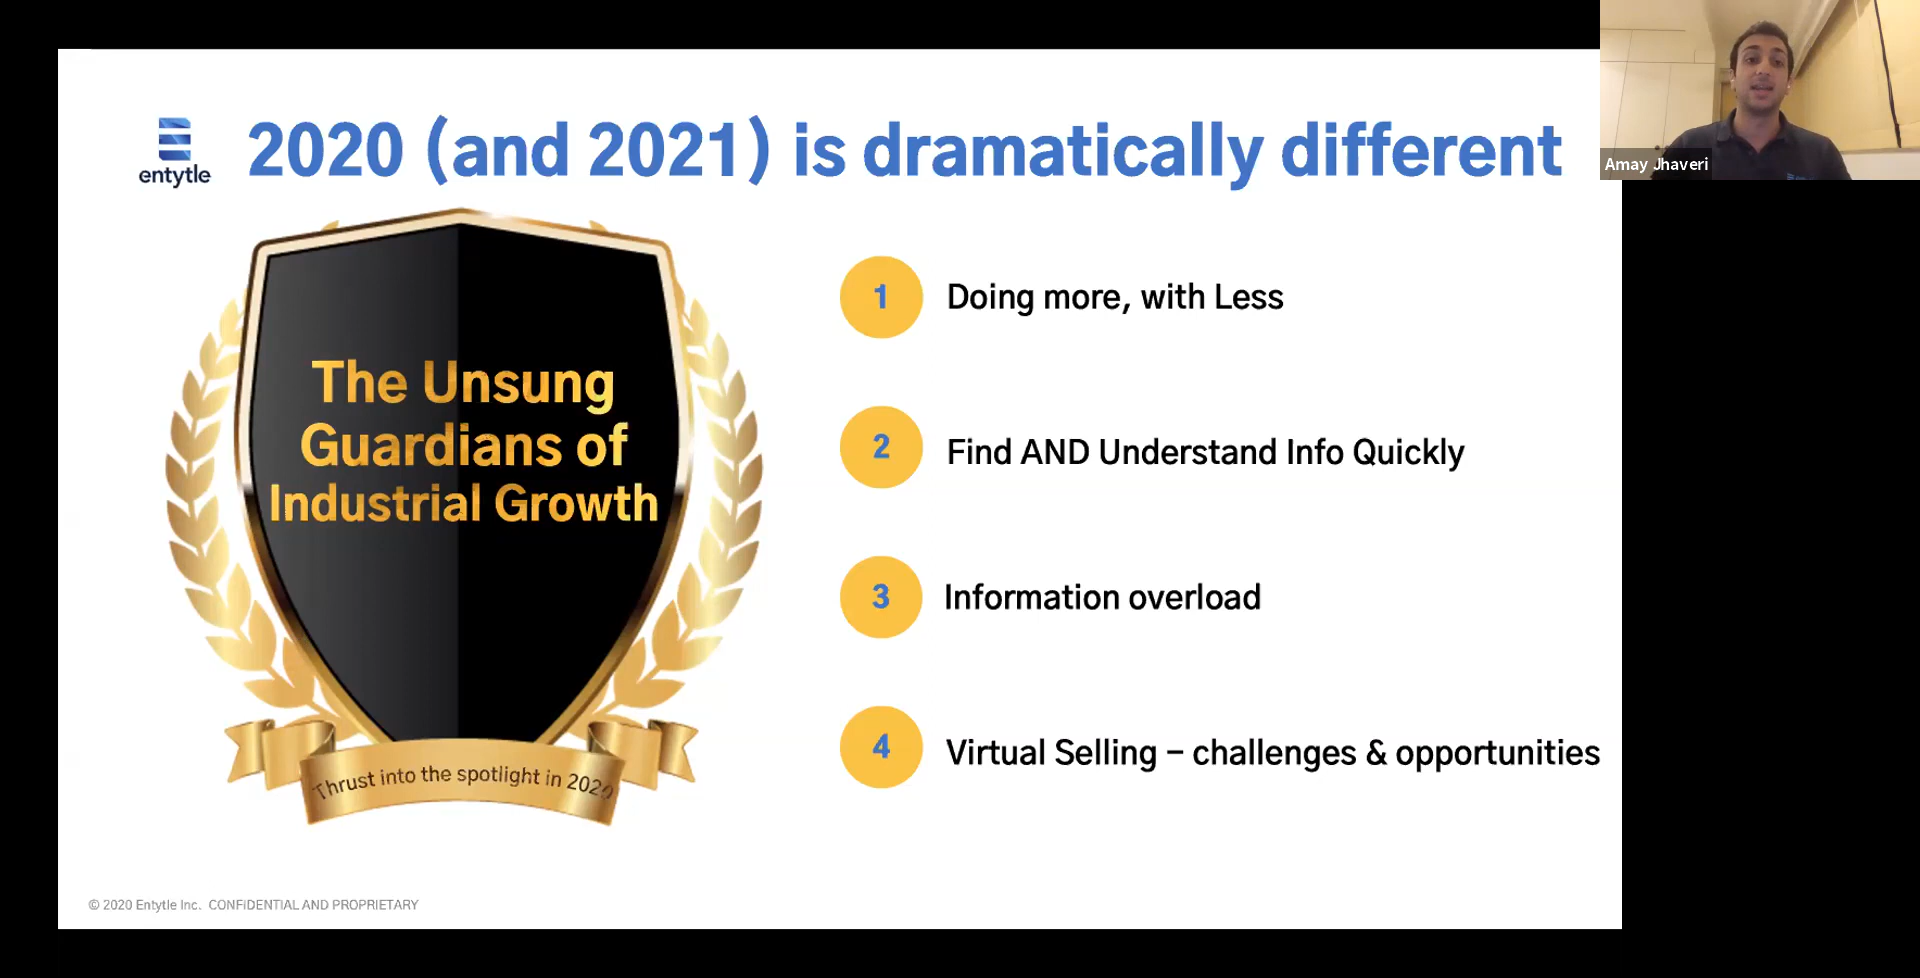 entytle
2020 (and 2021) is dramatically different
Amay Jhaveri
The Unsung
Guardians of
Industrial Growth
Thrust into the spotlight in 2020
1
Doing more, with Less
2
Find AND Understand Info Quickly
3
Information overload
4
Virtual Selling – challenges & opportunities
© 2020 Entytle Inc. CONFiDENTIAL AND PROPRIETARY